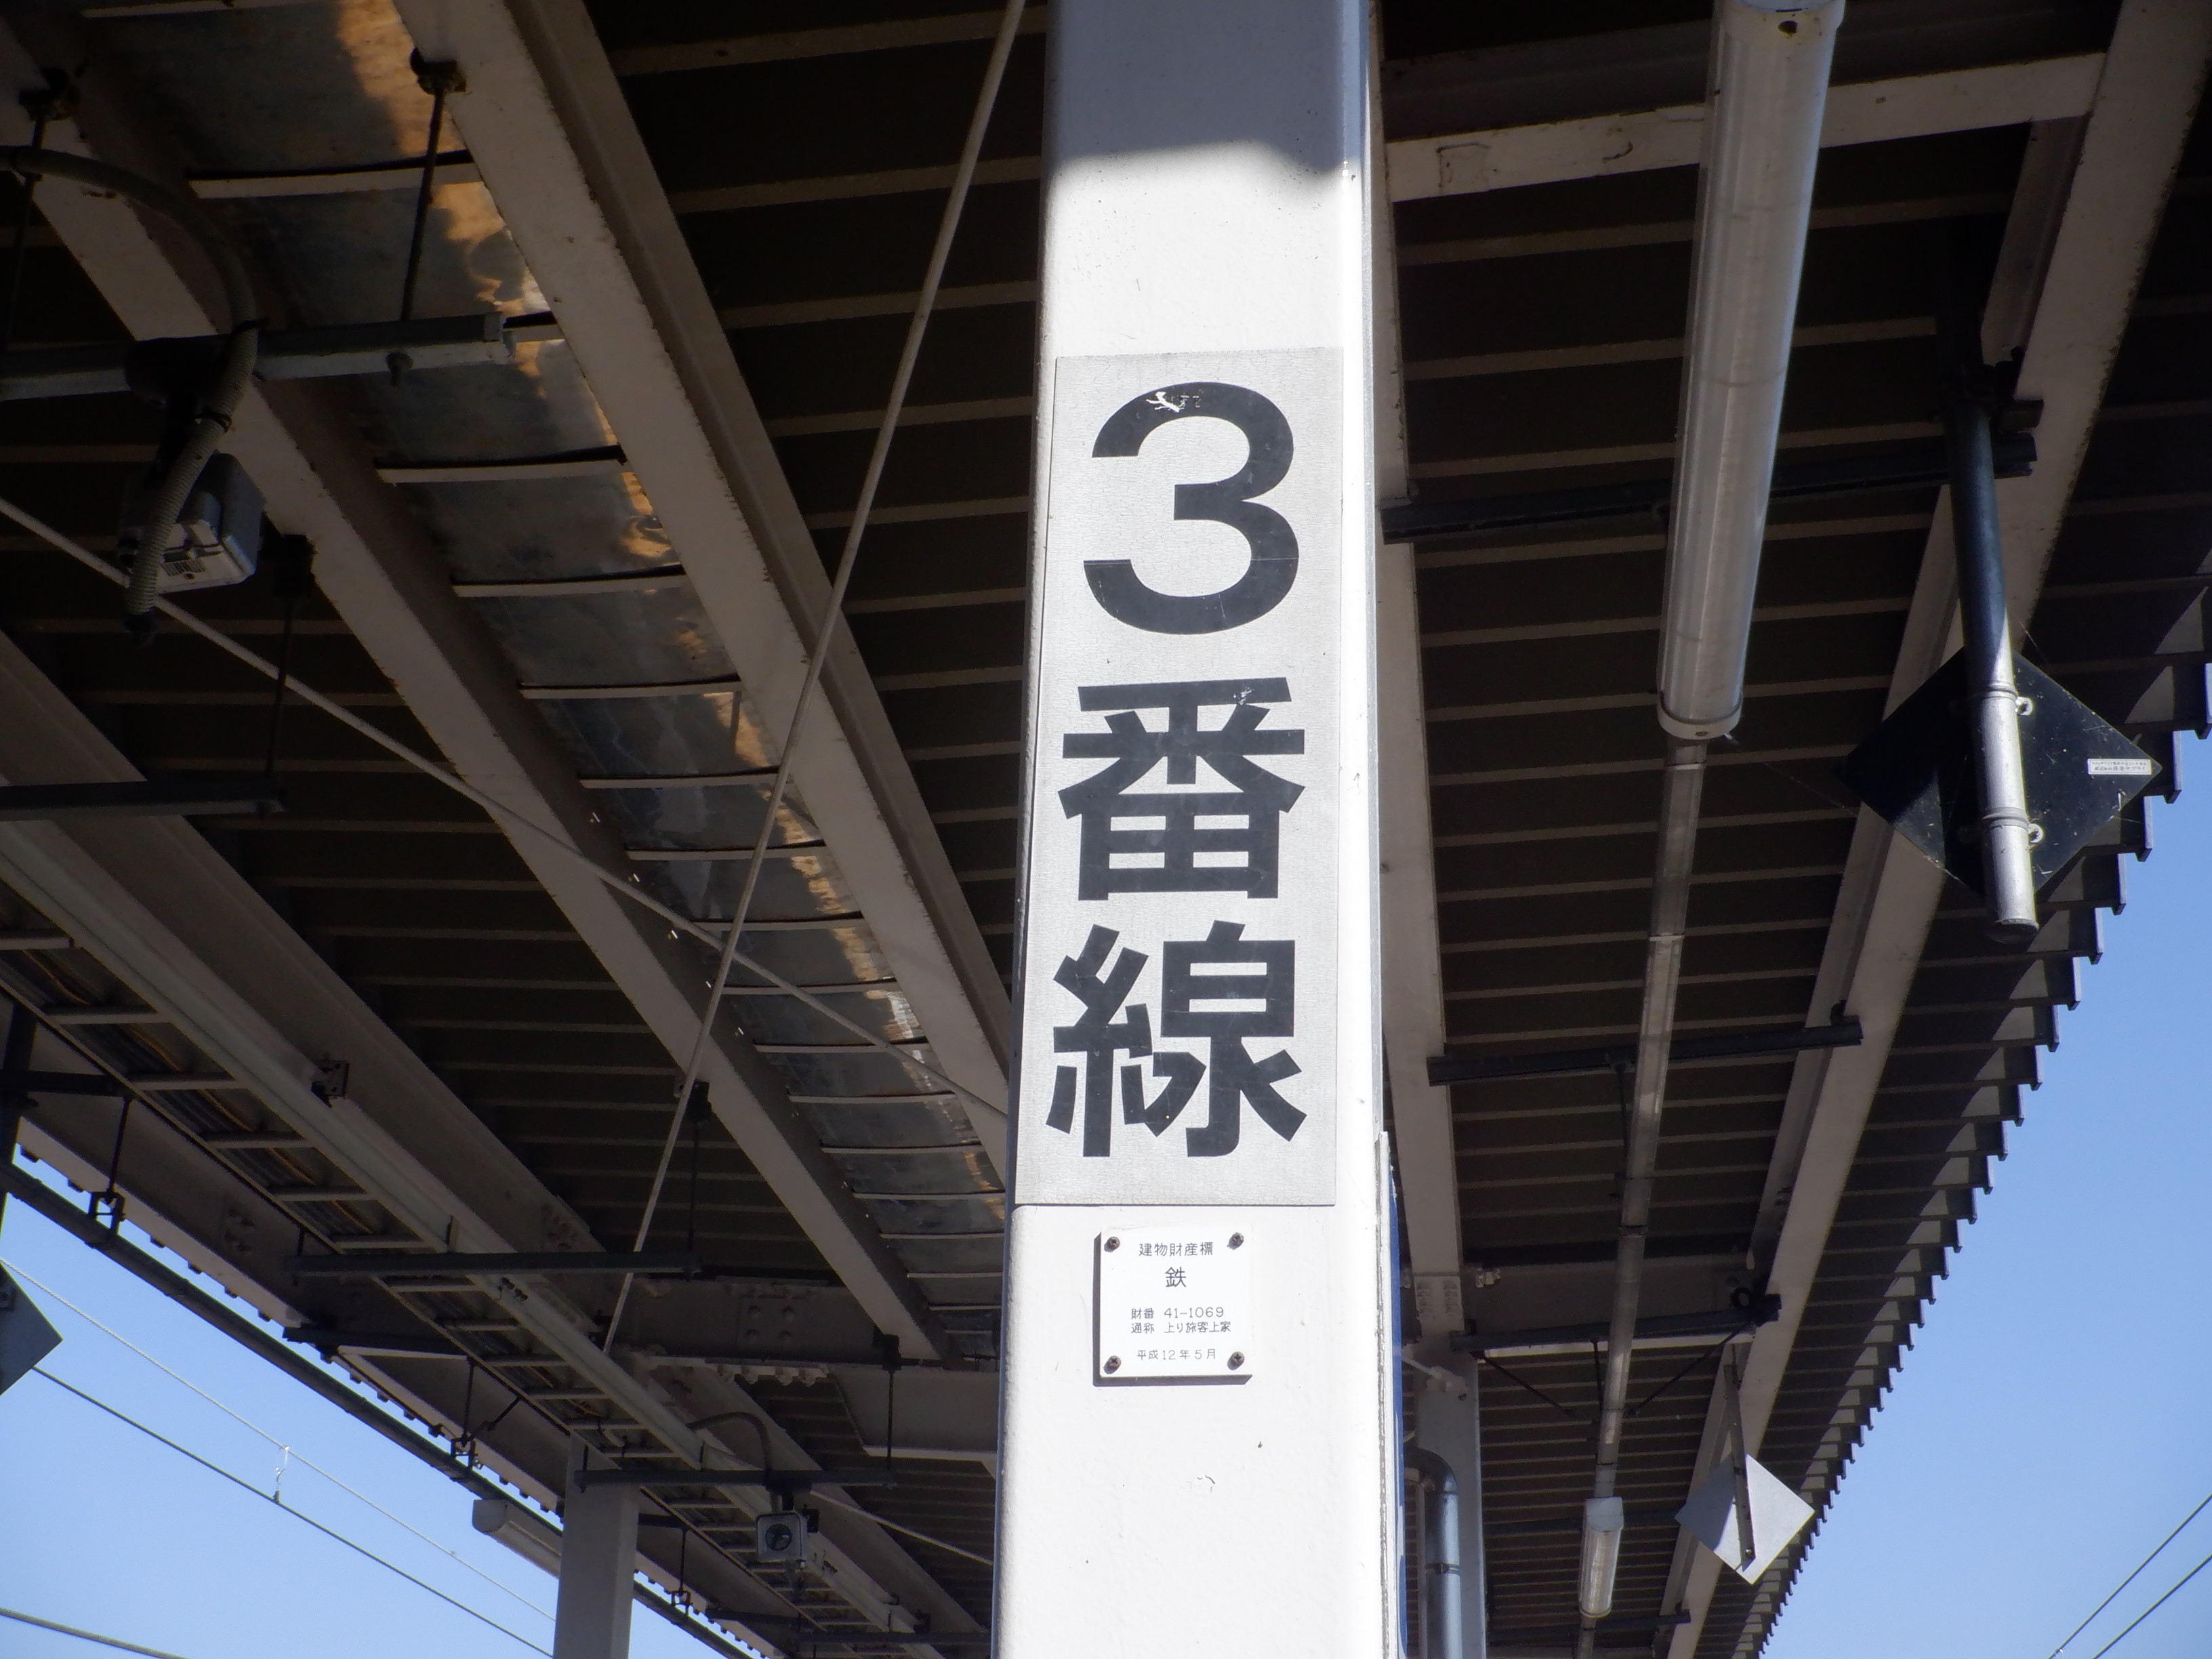 3番線
建物財産標
鉄
財番 41-1069
通称 上り旅客上家
平成12年5月